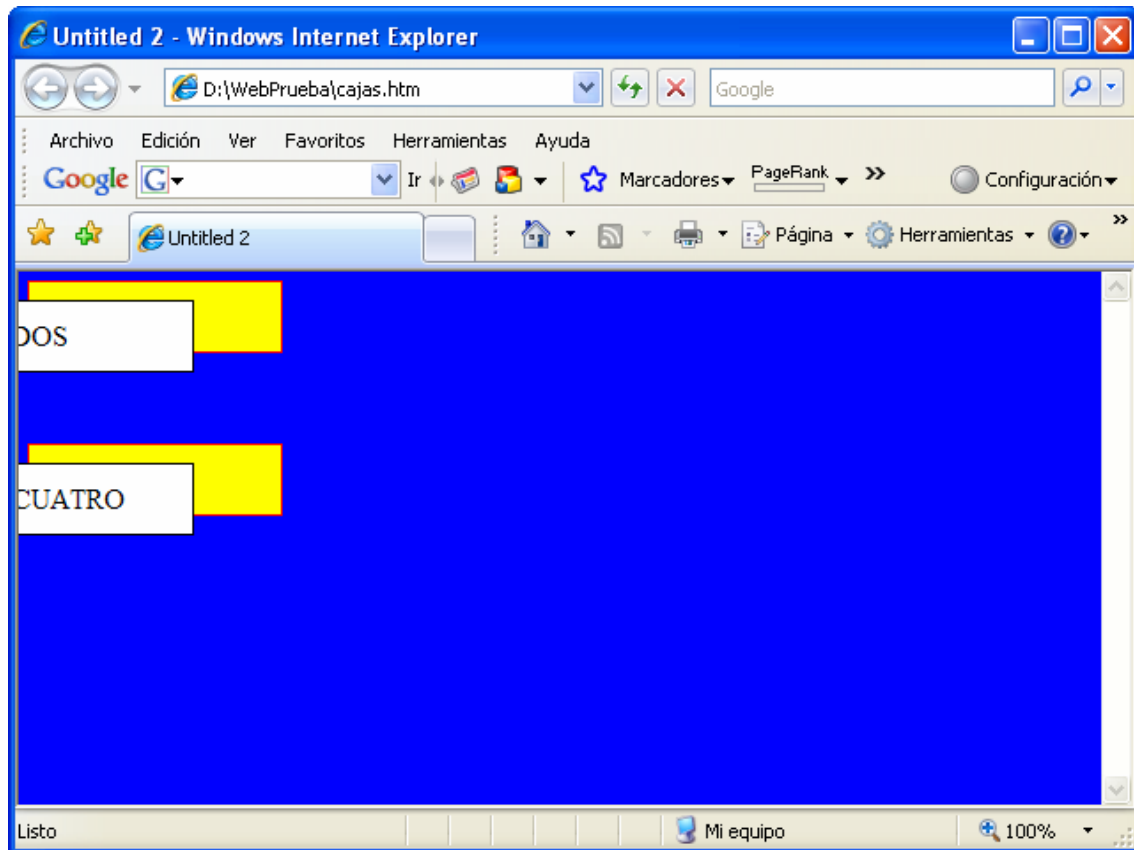 Untitled 2 - Windows Internet Explorer
D:\WebPrueba\cajas.htm
Google
Archivo Edición Ver Favoritos Herramientas Ayuda
Google G Ir Marcadores PageRank Configuración
Untitled 2 Página Herramientas
DOS
CUATRO
Listo Mi equipo 100%